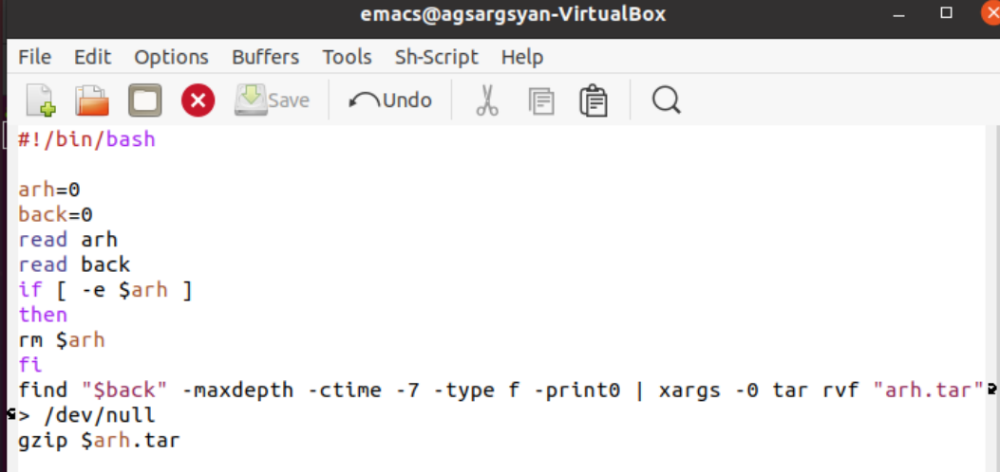 emacs@agsargsyan-VirtualBox
File Edit Options Buffers Tools Sh-Script Help
Save Undo
#!/bin/bash
arh=0
back=0
read arh
read back
if [ -e $arh ]
then
rm $arh
fi
find "$back" -maxdepth -ctime -7 -type f -print0 | xargs -0 tar rvf "arh.tar"
> /dev/null
gzip $arh.tar